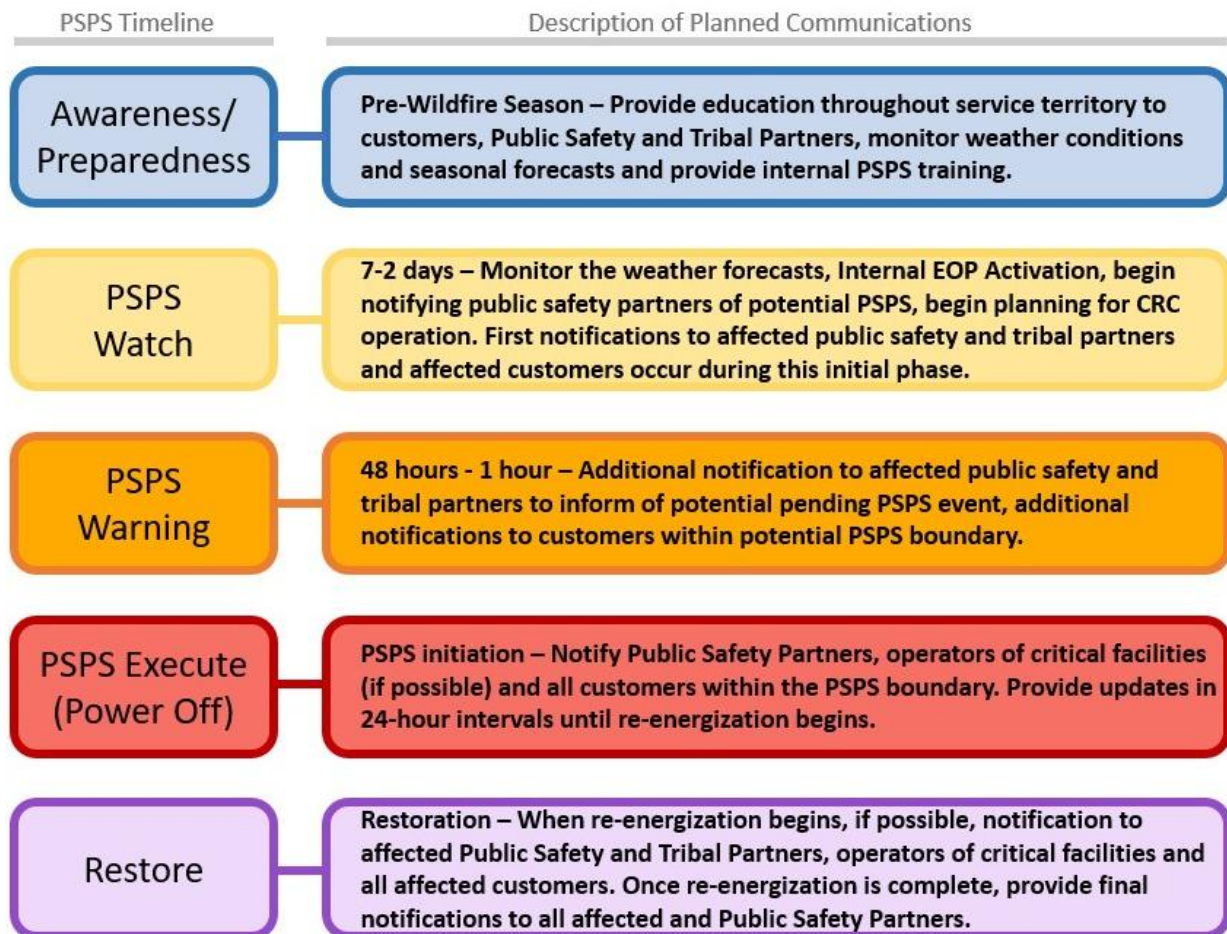 PSPS Timeline
Description of Planned Communications
Awareness/
Preparedness
Pre-Wildfire Season – Provide education throughout service territory to
customers, Public Safety and Tribal Partners, monitor weather conditions
and seasonal forecasts and provide internal PSPS training.
PSPS
Watch
7-2 days – Monitor the weather forecasts, Internal EOP Activation, begin
notifying public safety partners of potential PSPS, begin planning for CRC
operation. First notifications to affected public safety and tribal partners
and affected customers occur during this initial phase.
PSPS
Warning
48 hours - 1 hour – Additional notification to affected public safety and
tribal partners to inform of potential pending PSPS event, additional
notifications to customers within potential PSPS boundary.
PSPS Execute
(Power Off)
PSPS initiation – Notify Public Safety Partners, operators of critical facilities
(if possible) and all customers within the PSPS boundary. Provide updates in
24-hour intervals until re-energization begins.
Restore
Restoration – When re-energization begins, if possible, notification to
affected Public Safety and Tribal Partners, operators of critical facilities and
all affected customers. Once re-energization is complete, provide final
notifications to all affected and Public Safety Partners.